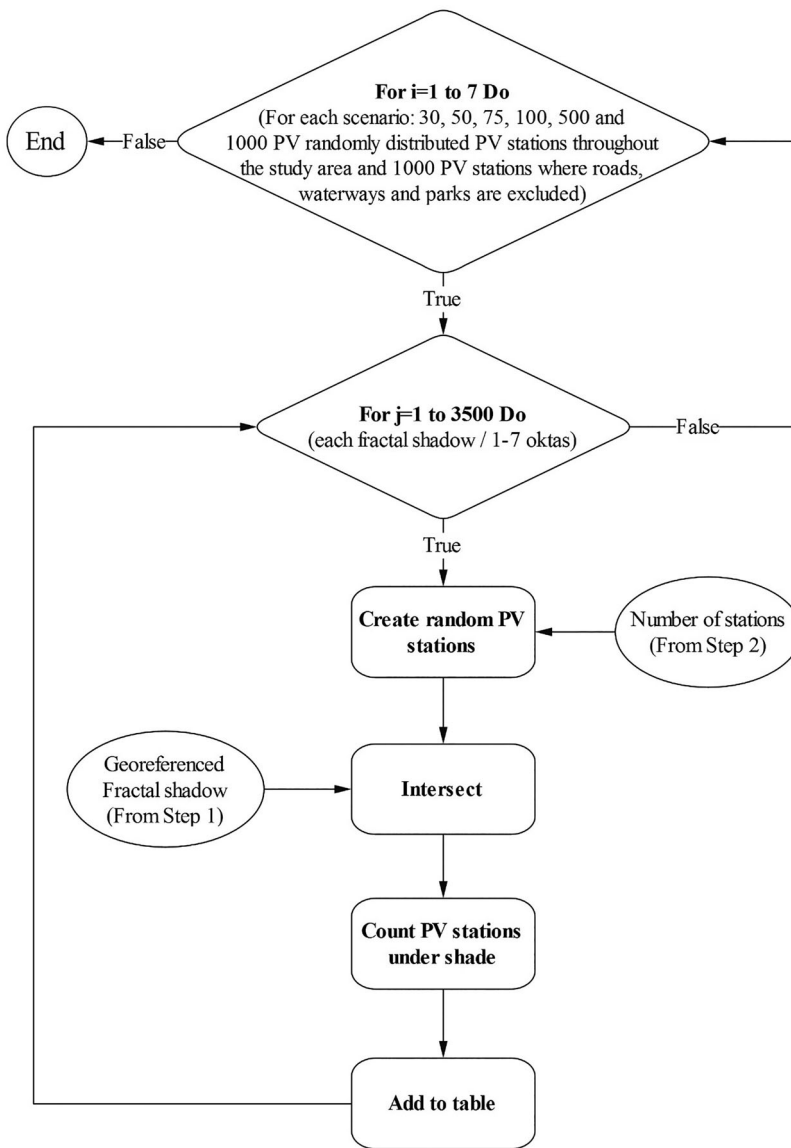 For i=1 to 7 Do
(For each scenario: 30, 50, 75, 100, 500 and
1000 PV randomly distributed PV stations throughout
the study area and 1000 PV stations where roads,
waterways and parks are excluded)
End
False
True
For j=1 to 3500 Do
(each fractal shadow / 1-7 oktas)
False
True
Create random PV
stations
Number of stations
(From Step 2)
Georeferenced
Fractal shadow
(From Step 1)
Intersect
Count PV stations
under shade
Add to table